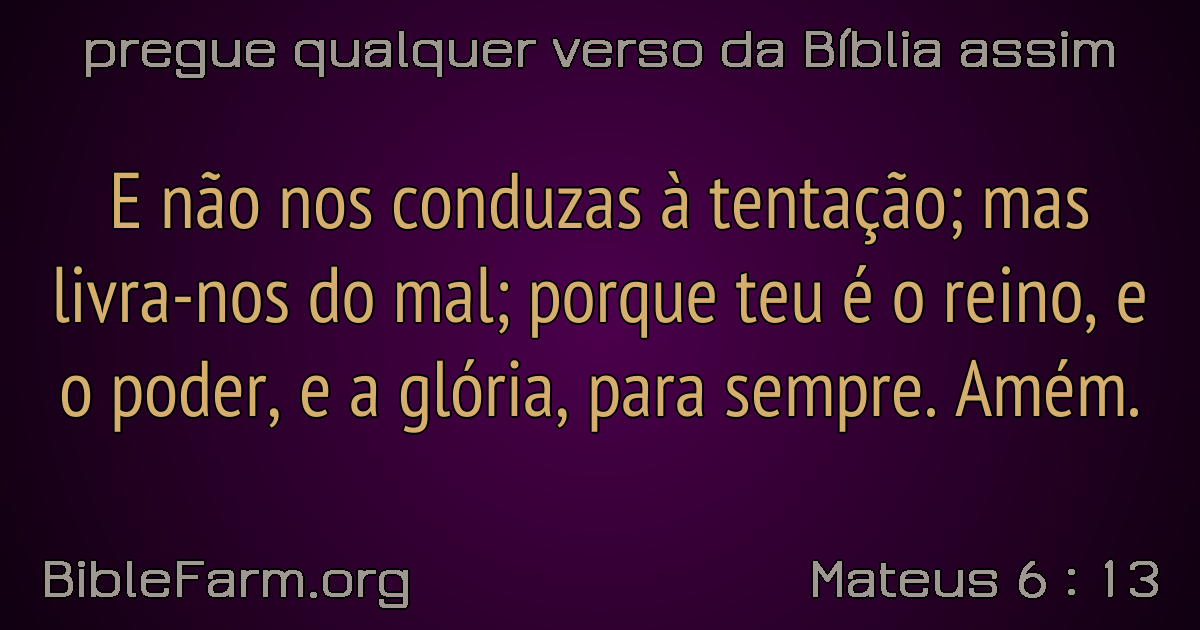 pregue qualquer verso da Bíblia assim
E não nos conduzas à tentação; mas
livra-nos do mal; porque teu é o reino, e
o poder, e a glória, para sempre. Amém.
BibleFarm.org
Mateus 6 : 13